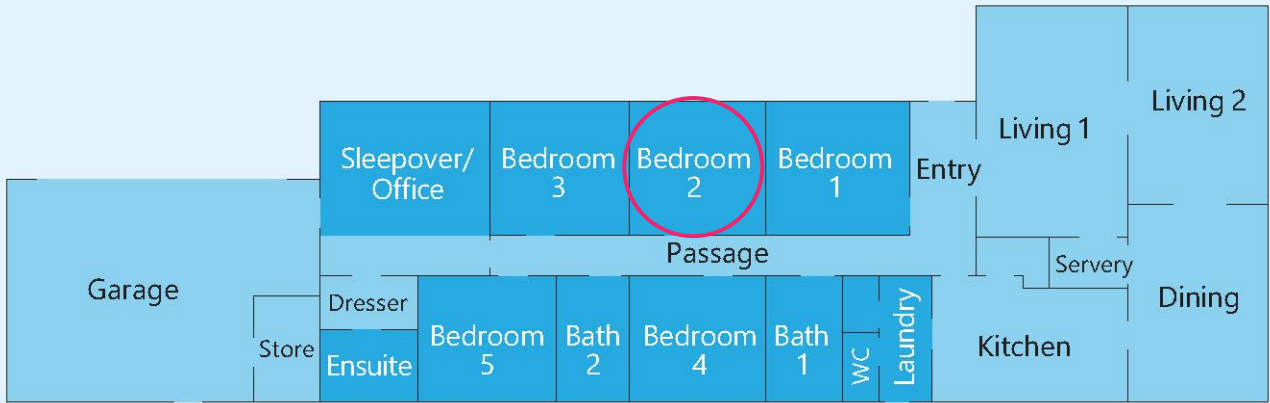 Living 2
Living 1
Sleepover/
Office
Bedroom
3
Bedroom
2
Bedroom
1
Entry
Passage
Servery
Garage
Dresser
Dining
Store
Ensuite
Bedroom
5
Bath
2
Bedroom
4
Bath
1
WC
Laundry
Kitchen